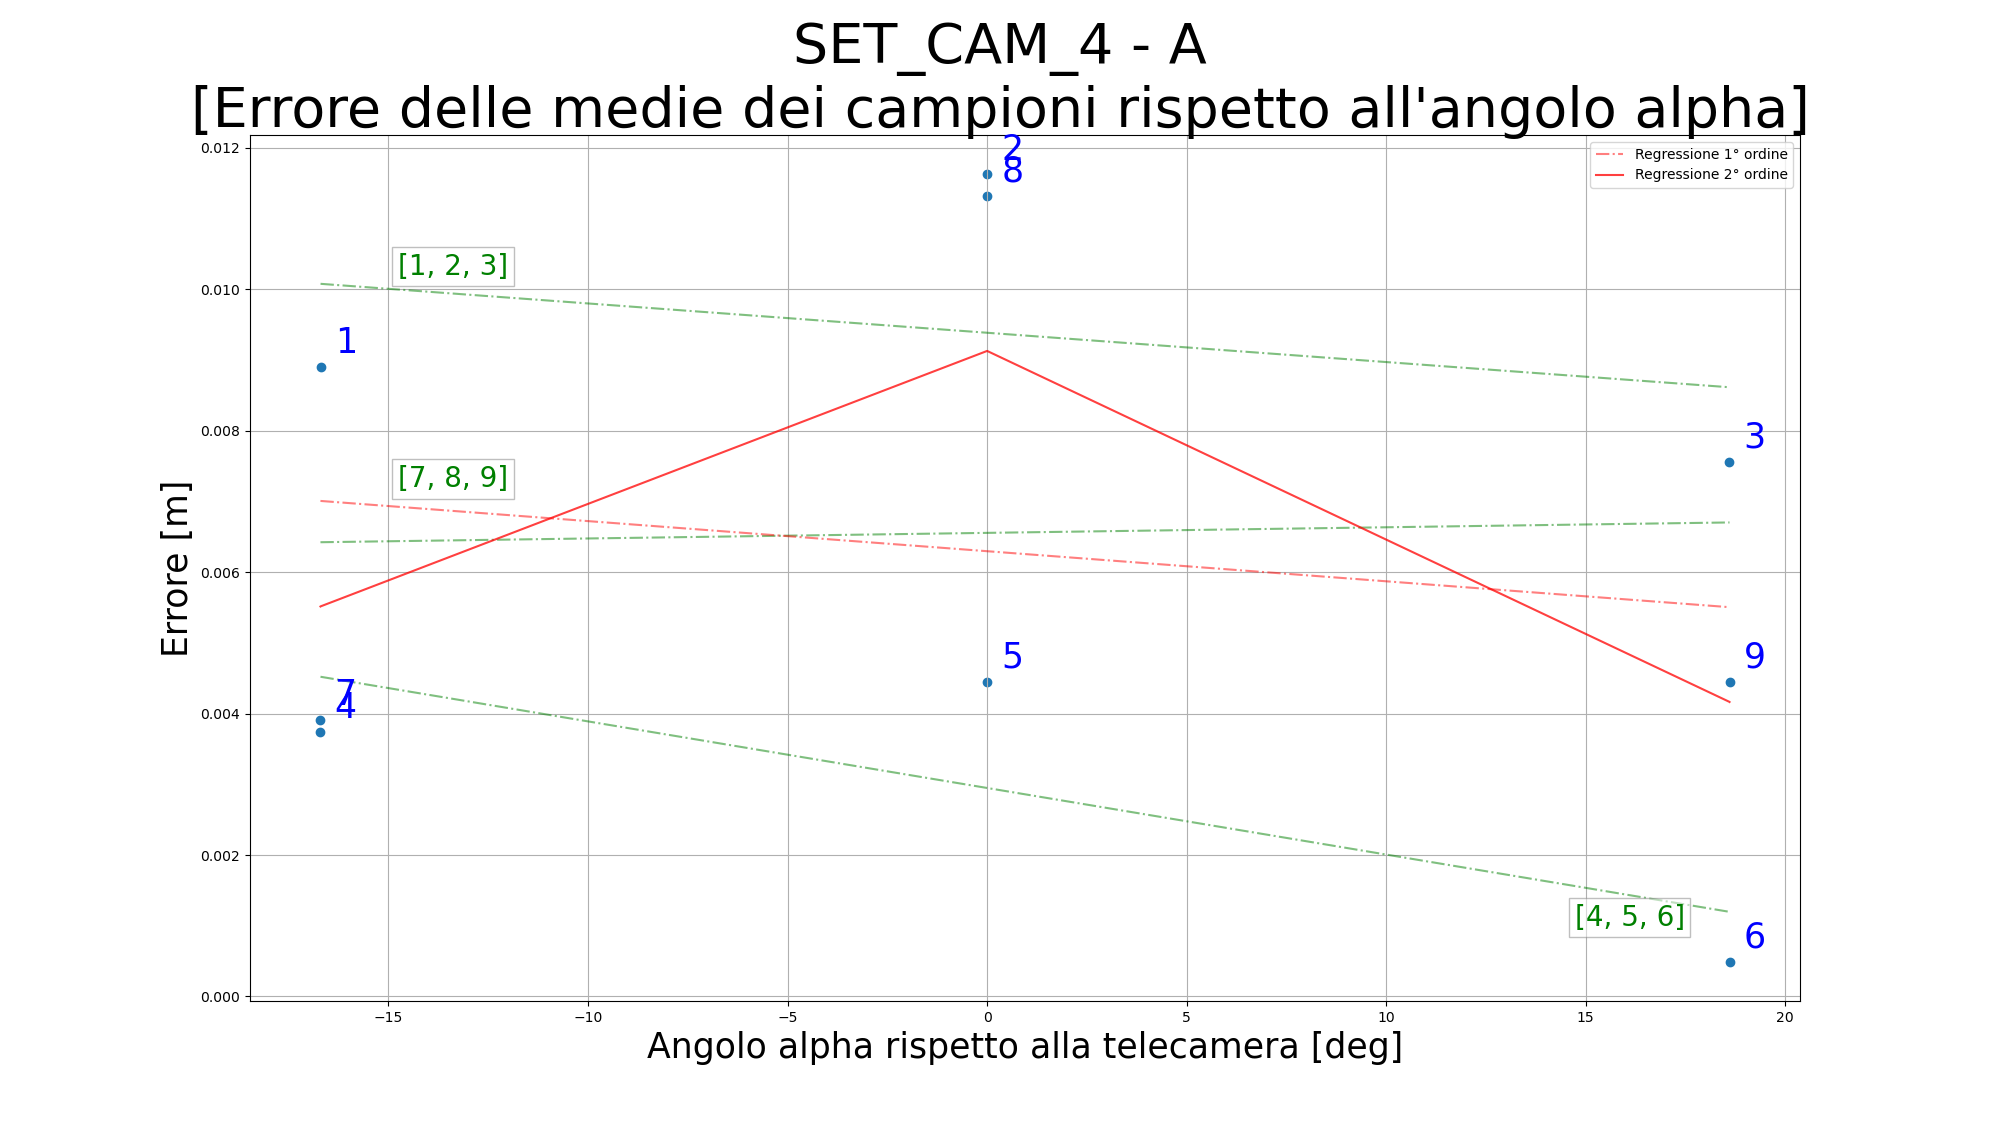 SET_CAM_4 - A
[Errore delle medie dei campioni rispetto all'angolo alpha]
Regressione 1° ordine
Regressione 2° ordine
0.012
0.010
0.008
0.006
0.004
0.002
0.000
Errore [m]
2
8
[1, 2, 3]
1
3
[7, 8, 9]
5
9
7
4
[4, 5, 6]
6
−15
−10
−5
0
5
10
15
20
Angolo alpha rispetto alla telecamera [deg]